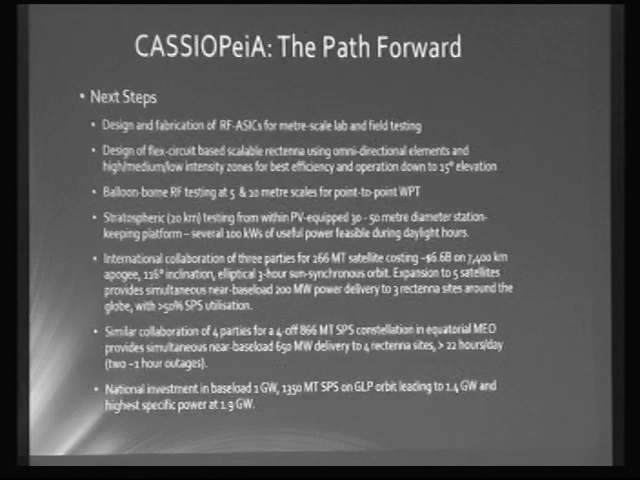 CASSIOPeiA: The Path Forward
• Next Steps
• Design and fabrication of RF-ASICs for metre-scale lab and field testing
• Design of flex-circuit based scalable rectenna using omni-directional elements and
high/medium/low intensity zones for best efficiency and operation down to 15° elevation
• Balloon-borne RF testing at 5 & 10 metre scales for point-to-point WPT
• Stratospheric (20 km) testing from within PV-equipped 30 - 50 metre diameter station-
keeping platform – several 100 kWs of useful power feasible during daylight hours.
• International collaboration of three parties for 266 MT satellite costing ~$6.6B on 7,400 km
apogee, 116° inclination, elliptical 3-hour sun-synchronous orbit. Expansion to 5 satellites
provides simultaneous near-baseload 200 MW power delivery to 3 rectenna sites around the
globe, with >50% SPS utilisation.
• Similar collaboration of 4 parties for a 4-off 866 MT SPS constellation in equatorial MEO
provides simultaneous near-baseload 650 MW delivery to 4 rectenna sites, > 22 hours/day
(two ~1 hour outages).
• National investment in baseload 1 GW, 1350 MT SPS on GLP orbit leading to 1.4 GW and
highest specific power at 1.9 GW.